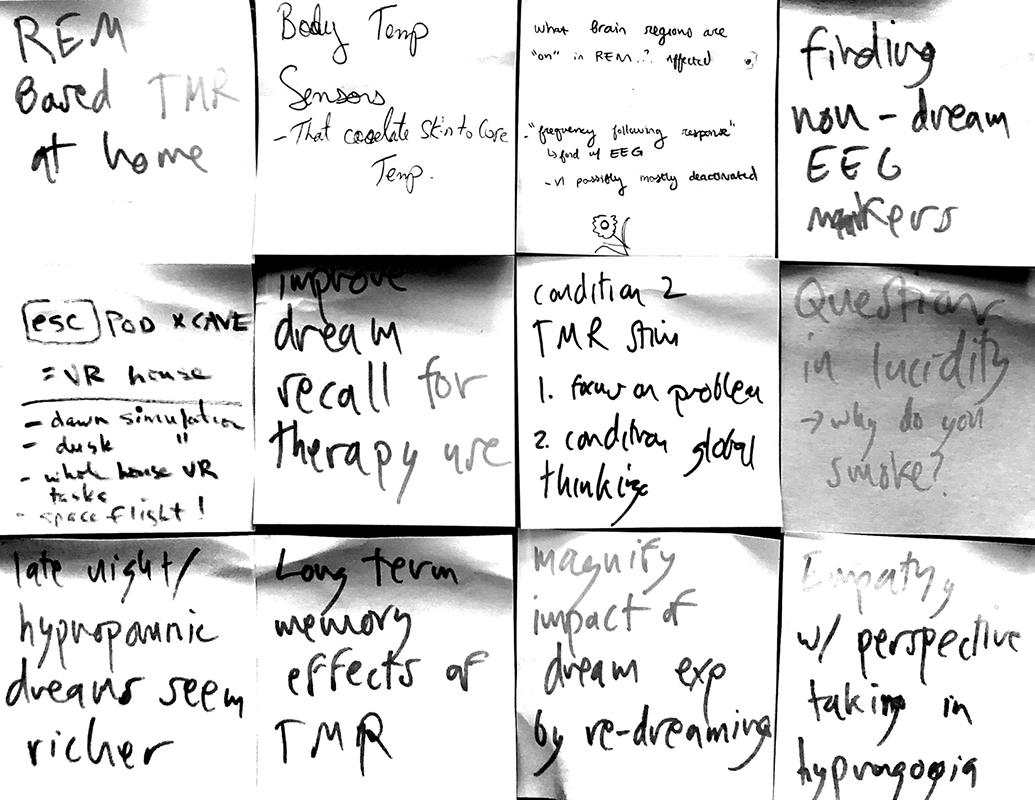 REM
Based TMR
at home
Body Temp
Sensors
- That coorelate Skin to Core
Temp.
What Brain regions are
"on" in REM..? Affected
- "frequency following response"
↳ find w/ EEG
- V1 possibly mostly deactivated
finding
non - dream
EEG
markers
esc POD X CAVE
= VR house
- dawn simulation
- dusk "
- whole house VR
tasks
- space flight!
improve
dream
recall for
therapy use
condition 2
TMR stim
1. focus on problem
2. condition global
thinking
Questions
in lucidity
→ why do you
smoke?
late night/
hypnopomnic
dreams seem
richer
Long term
memory
effects of
TMR
magnify
impact of
dream exp
by re-dreaming
Empathy
w/ perspective
taking in
hypnagogia